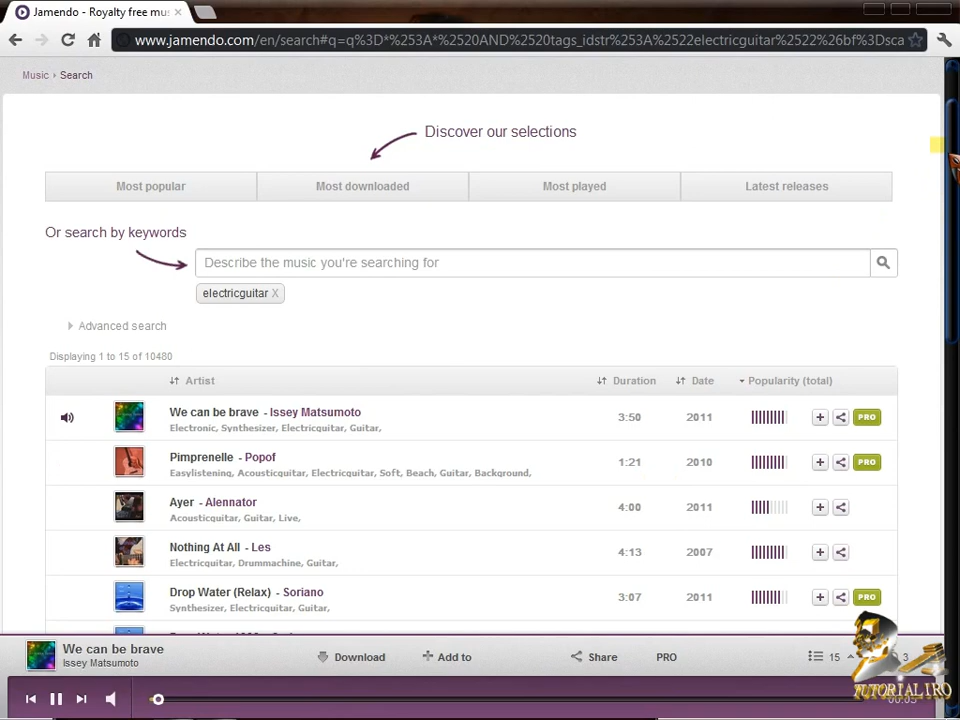 Jamendo - Royalty free mus
www.jamendo.com/en/search#q=q%3D*%253A*%2520AND%2520tags_idstr%253A%2522electricguitar%2522%26bf%3Dsca
Music › Search
Discover our selections
Most popular Most downloaded Most played Latest releases
Or search by keywords
Describe the music you're searching for
electricguitar X
Advanced search
Displaying 1 to 15 of 10480
Artist Duration Date Popularity (total)
We can be brave - Issey Matsumoto 3:50 2011 PRO
Electronic, Synthesizer, Electricguitar, Guitar,
Pimprenelle - Popof 1:21 2010 PRO
Easylistening, Acousticguitar, Electricguitar, Soft, Beach, Guitar, Background,
Ayer - Alennator 4:00 2011
Acousticguitar, Guitar, Live,
Nothing At All - Les 4:13 2007
Electricguitar, Drummachine, Guitar,
Drop Water (Relax) - Soriano 3:07 2011 PRO
Synthesizer, Electricguitar, Guitar,
We can be brave
Issey Matsumoto
Download Add to Share PRO 15 3
TUTORIAL IRO